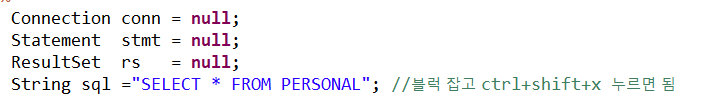 Connection conn = null;
Statement  stmt = null;
ResultSet  rs   = null;
String sql ="SELECT * FROM PERSONAL"; //블럭 잡고 ctrl+shift+x 누르면 됨